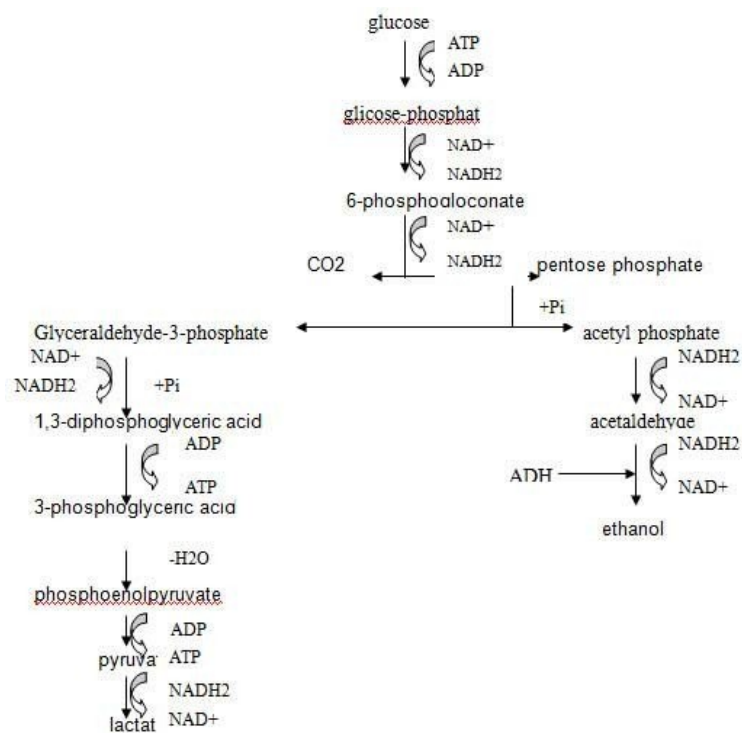 glucose
ATP
ADP
glicose-phosphat
NAD+
NADH2
6-phosphogloconate
NAD+
NADH2
CO2
pentose phosphate
+Pi
Glyceraldehyde-3-phosphate
acetyl phosphate
NAD+
NADH2
+Pi
NADH2
NAD+
1,3-diphosphoglyceric acid
acetaldehyde
ADP
ATP
NADH2
ADH
NAD+
3-phosphoglyceric acid
ethanol
-H2O
phosphoenolpyruvate
ADP
pyruvat ATP
NADH2
lactat NAD+